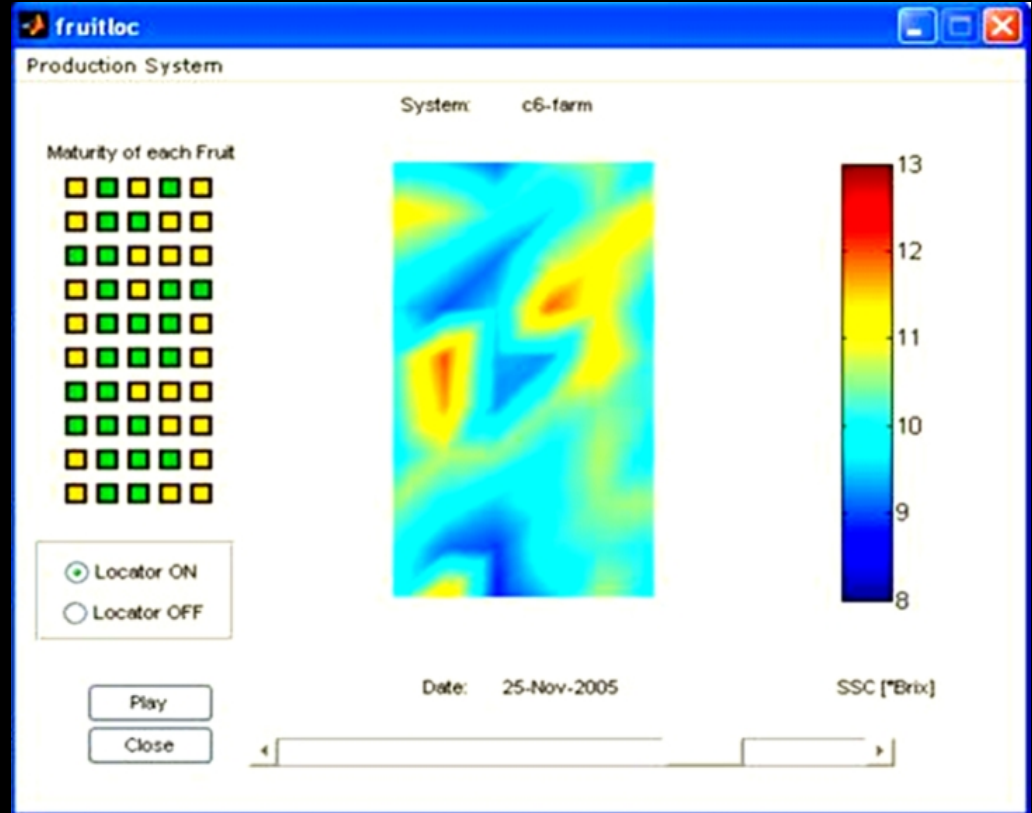 fruitloc
Production System
System: c6-farm
Maturity of each Fruit
13
12
11
10
9
8
Locator ON
Locator OFF
Date: 25-Nov-2005
SSC [°Brix]
Play
Close